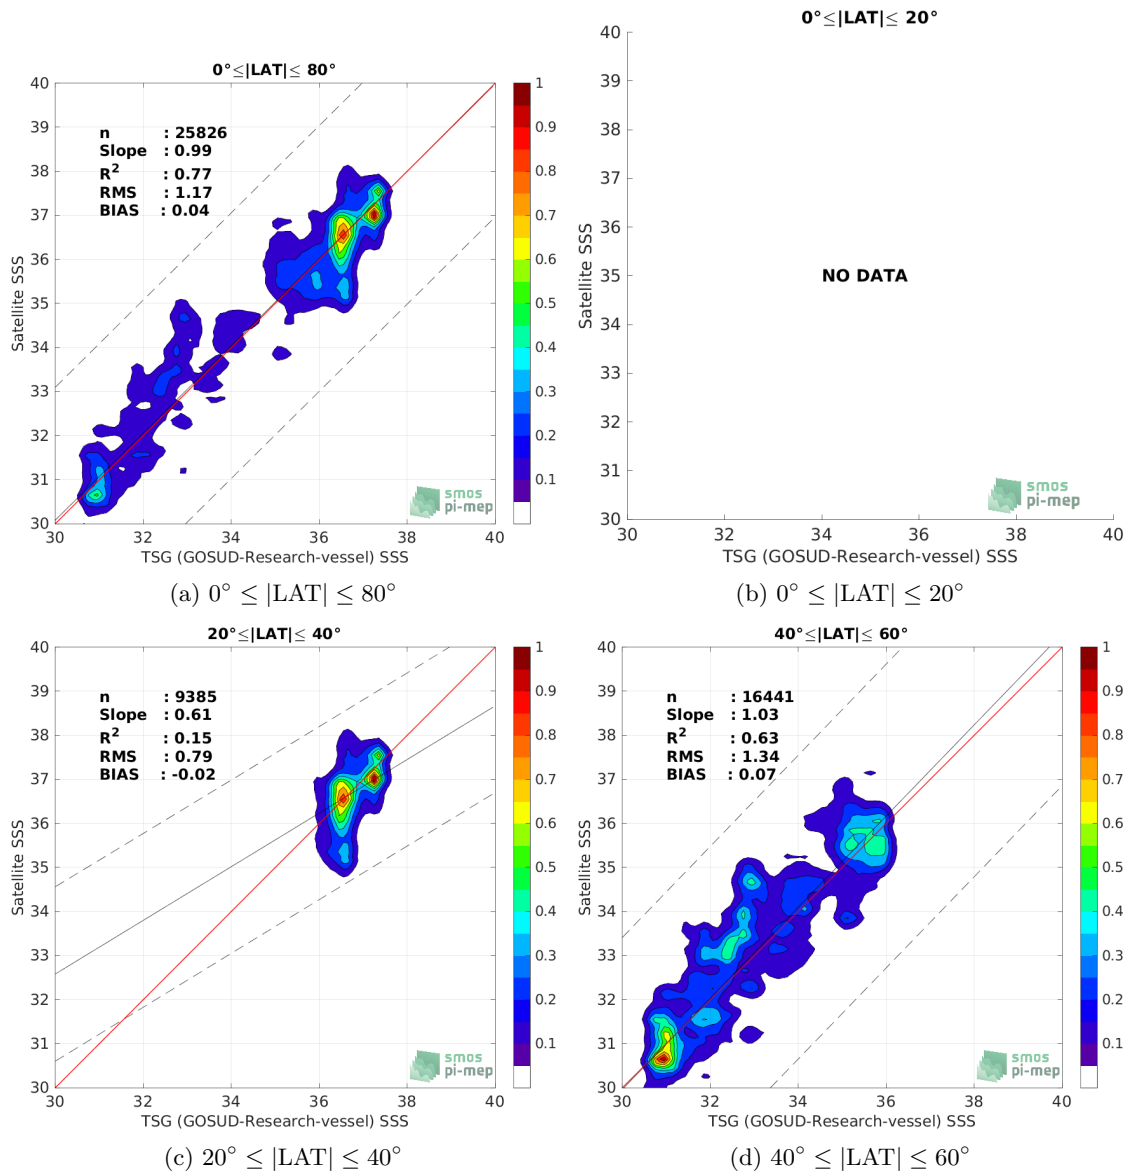 0°≤|LAT|≤ 80°
40
39
38
37
36
35
34
33
32
31
30
n : 25826
Slope : 0.99
R² : 0.77
RMS : 1.17
BIAS : 0.04
1
0.9
0.8
0.7
0.6
0.5
0.4
0.3
0.2
0.1
smos
pi-mep
30 32 34 36 38 40
Satellite SSS
TSG (GOSUD-Research-vessel) SSS
(a) 0° ≤ |LAT| ≤ 80°
0°≤|LAT|≤ 20°
40
39
38
37
36
35
34
33
32
31
30
NO DATA
smos
pi-mep
30 32 34 36 38 40
Satellite SSS
TSG (GOSUD-Research-vessel) SSS
(b) 0° ≤ |LAT| ≤ 20°
20°≤|LAT|≤ 40°
40
39
38
37
36
35
34
33
32
31
30
n : 9385
Slope : 0.61
R² : 0.15
RMS : 0.79
BIAS : -0.02
1
0.9
0.8
0.7
0.6
0.5
0.4
0.3
0.2
0.1
smos
pi-mep
30 32 34 36 38 40
Satellite SSS
TSG (GOSUD-Research-vessel) SSS
(c) 20° ≤ |LAT| ≤ 40°
40°≤|LAT|≤ 60°
40
39
38
37
36
35
34
33
32
31
30
n : 16441
Slope : 1.03
R² : 0.63
RMS : 1.34
BIAS : 0.07
1
0.9
0.8
0.7
0.6
0.5
0.4
0.3
0.2
0.1
smos
pi-mep
30 32 34 36 38 40
Satellite SSS
TSG (GOSUD-Research-vessel) SSS
(d) 40° ≤ |LAT| ≤ 60°